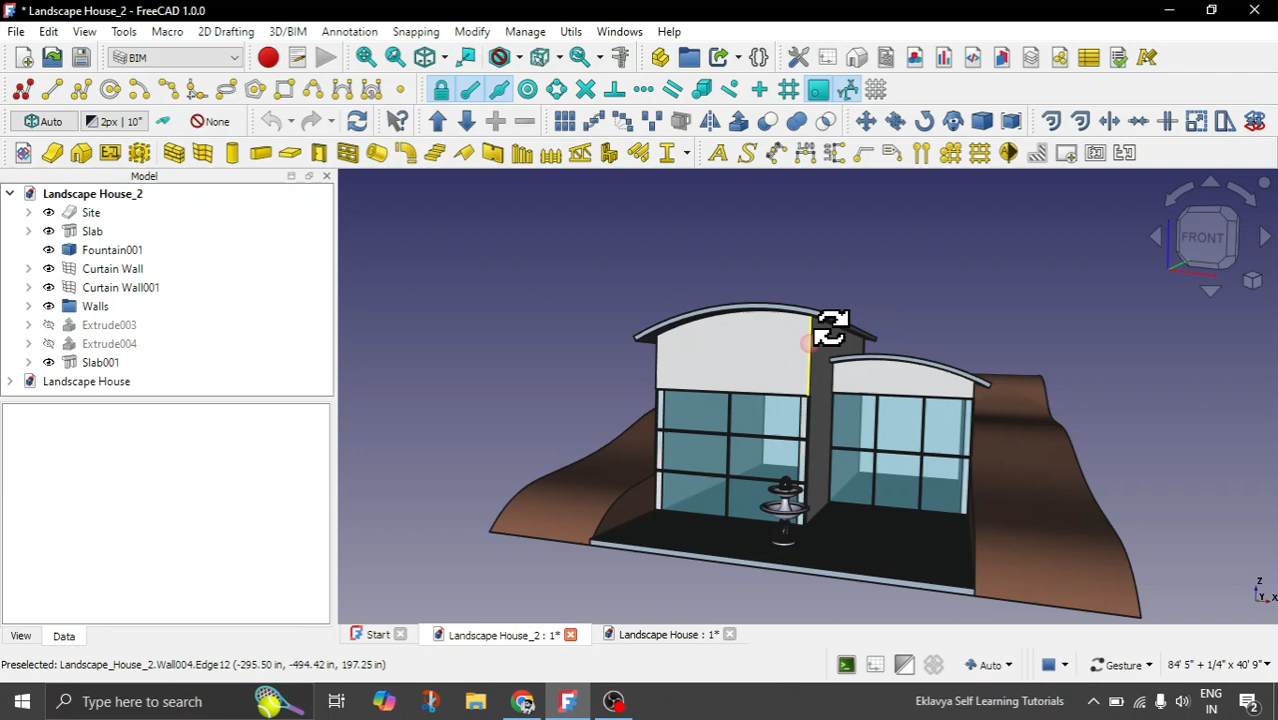 * Landscape House_2 - FreeCAD 1.0.0
File Edit View Tools Macro 2D Drafting 3D/BIM Annotation Snapping Modify Manage Utils Windows Help
BIM
Auto 2px | 10" None
Model
Landscape House_2
Site
Slab
Fountain001
Curtain Wall
Curtain Wall001
Walls
Extrude003
Extrude004
Slab001
Landscape House
FRONT
Z
Y X
View Data
Start Landscape House_2 : 1* Landscape House : 1*
Preselected: Landscape_House_2.Wall004.Edge12 (-295.50 in, -494.42 in, 197.25 in)
Auto Gesture 84' 5" + 1/4" x 40' 9"
Type here to search
Eklavya Self Learning Tutorials
ENG
IN
2